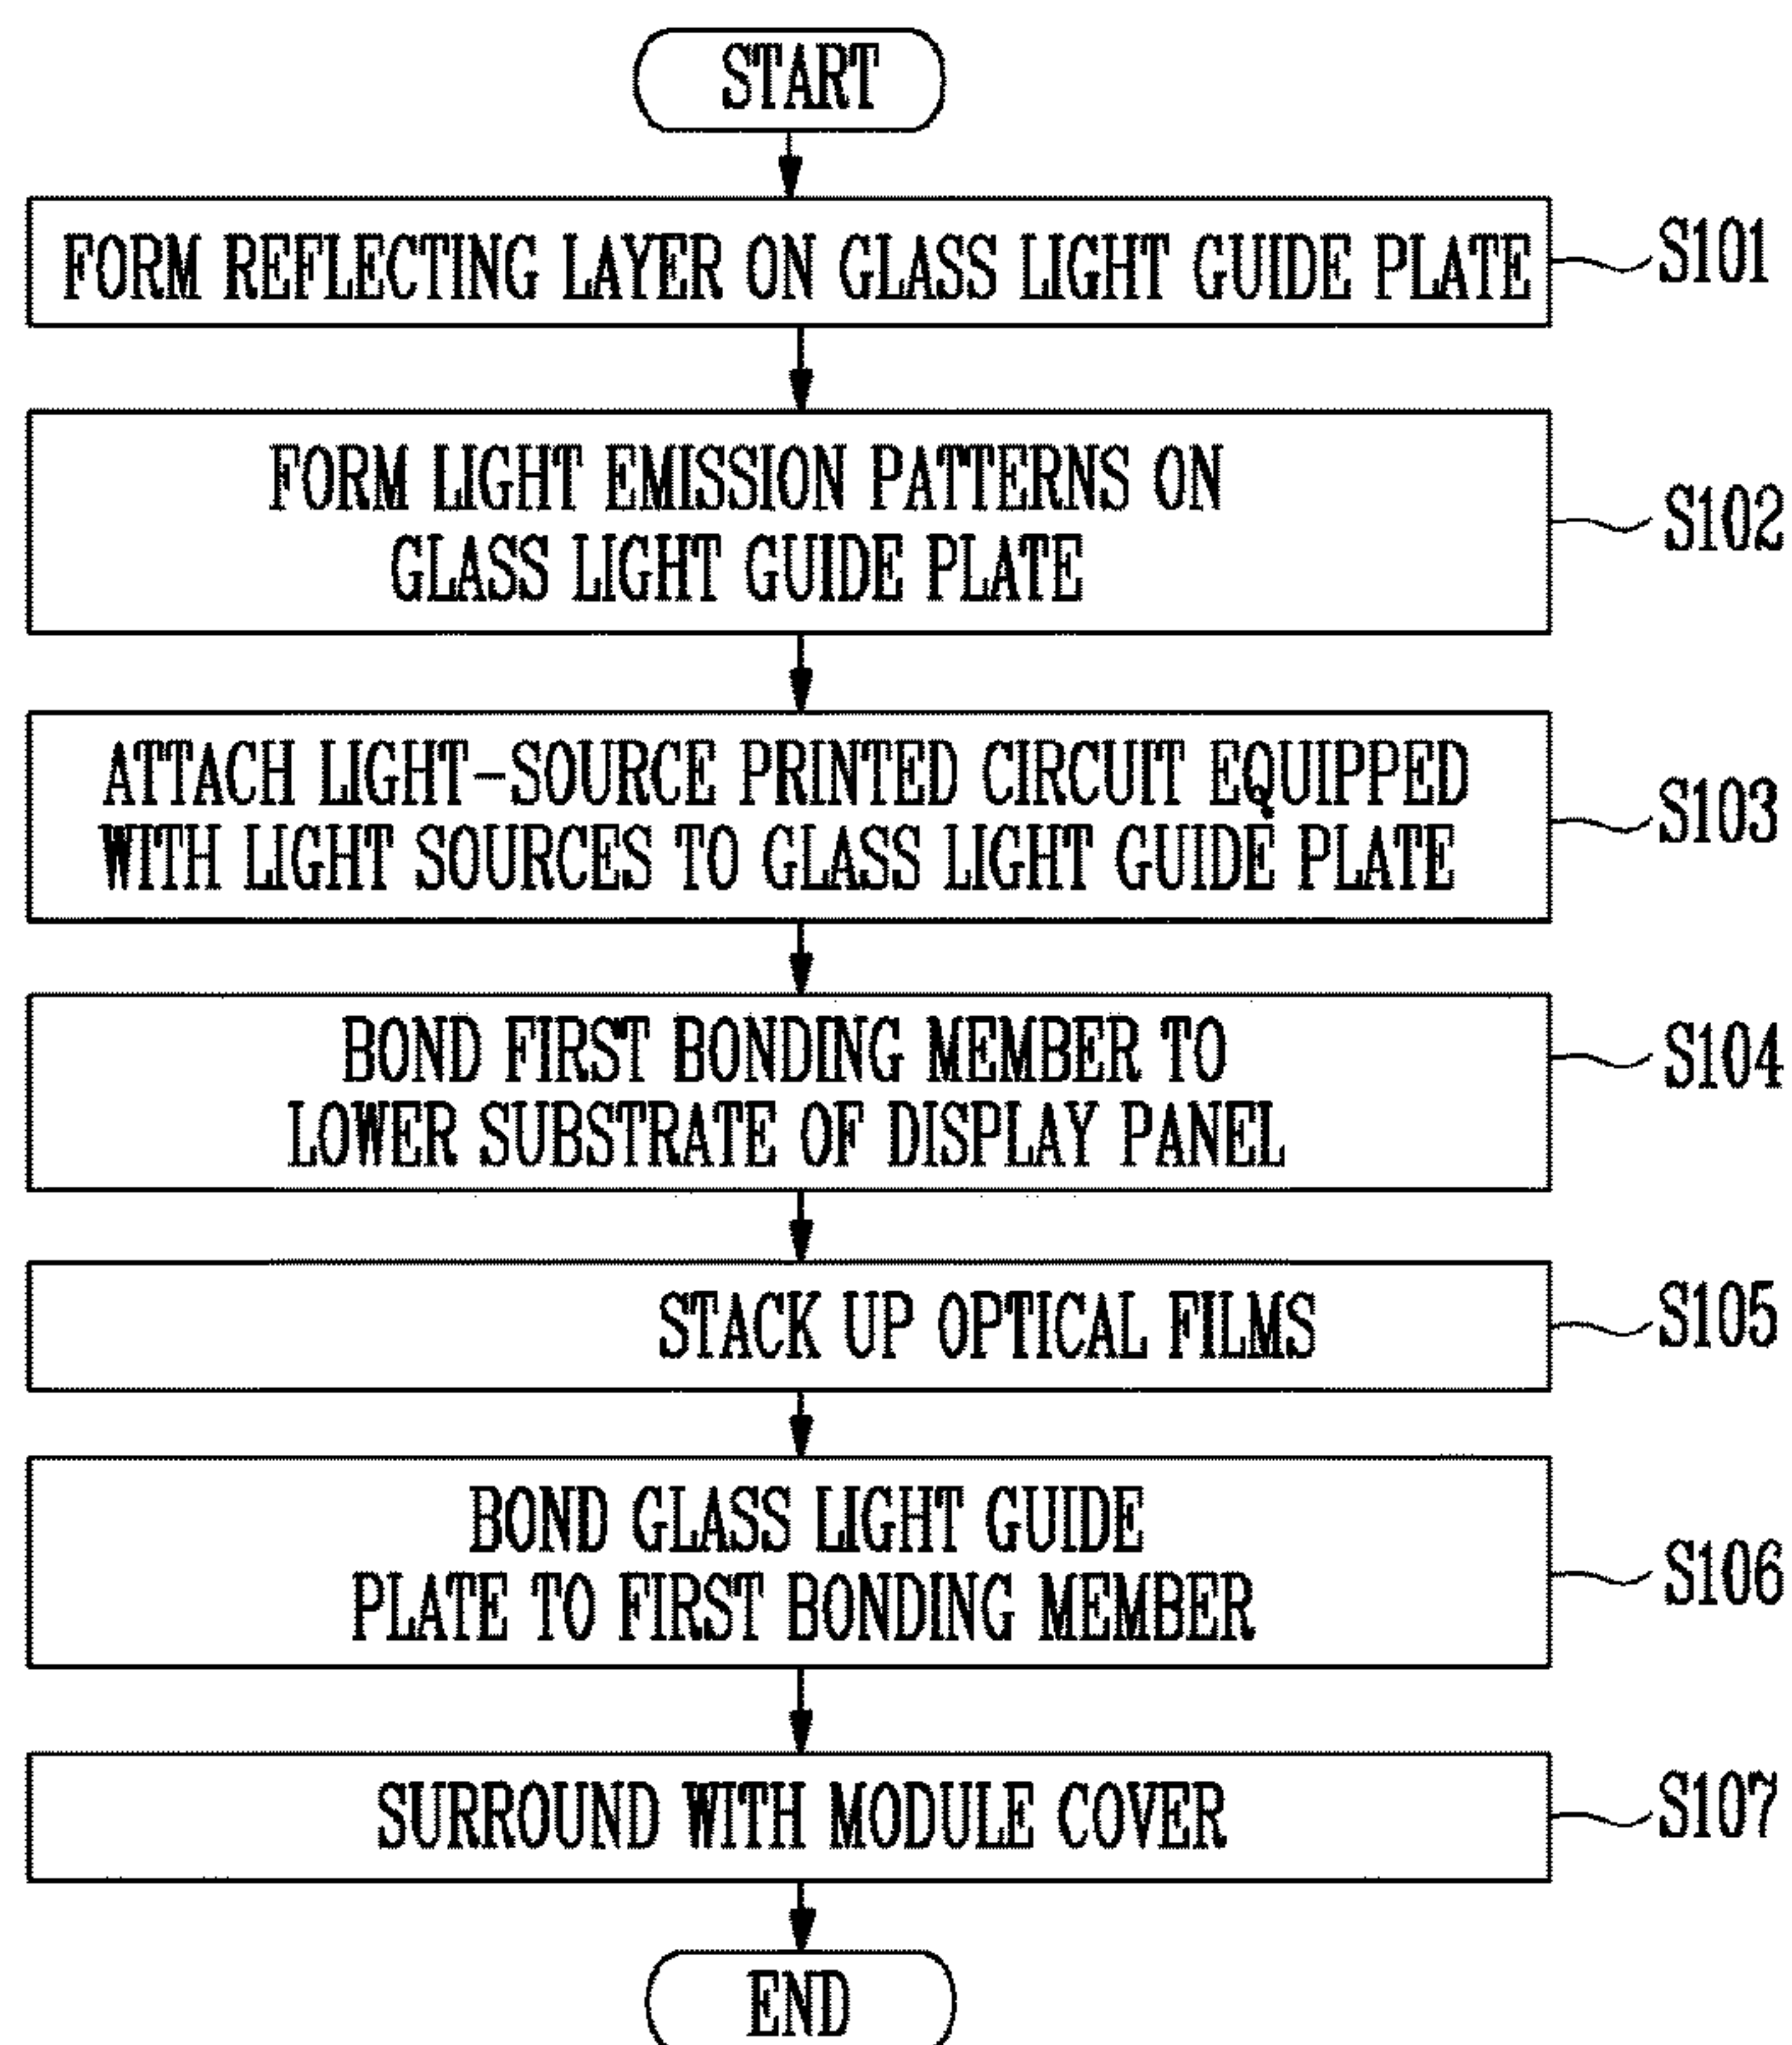 START
FORM REFLECTING LAYER ON GLASS LIGHT GUIDE PLATE
S101
FORM LIGHT EMISSION PATTERNS ON
GLASS LIGHT GUIDE PLATE
S102
ATTACH LIGHT-SOURCE PRINTED CIRCUIT EQUIPPED
WITH LIGHT SOURCES TO GLASS LIGHT GUIDE PLATE
S103
BOND FIRST BONDING MEMBER TO
LOWER SUBSTRATE OF DISPLAY PANEL
S104
STACK UP OPTICAL FILMS
S105
BOND GLASS LIGHT GUIDE
PLATE TO FIRST BONDING MEMBER
S106
SURROUND WITH MODULE COVER
S107
END